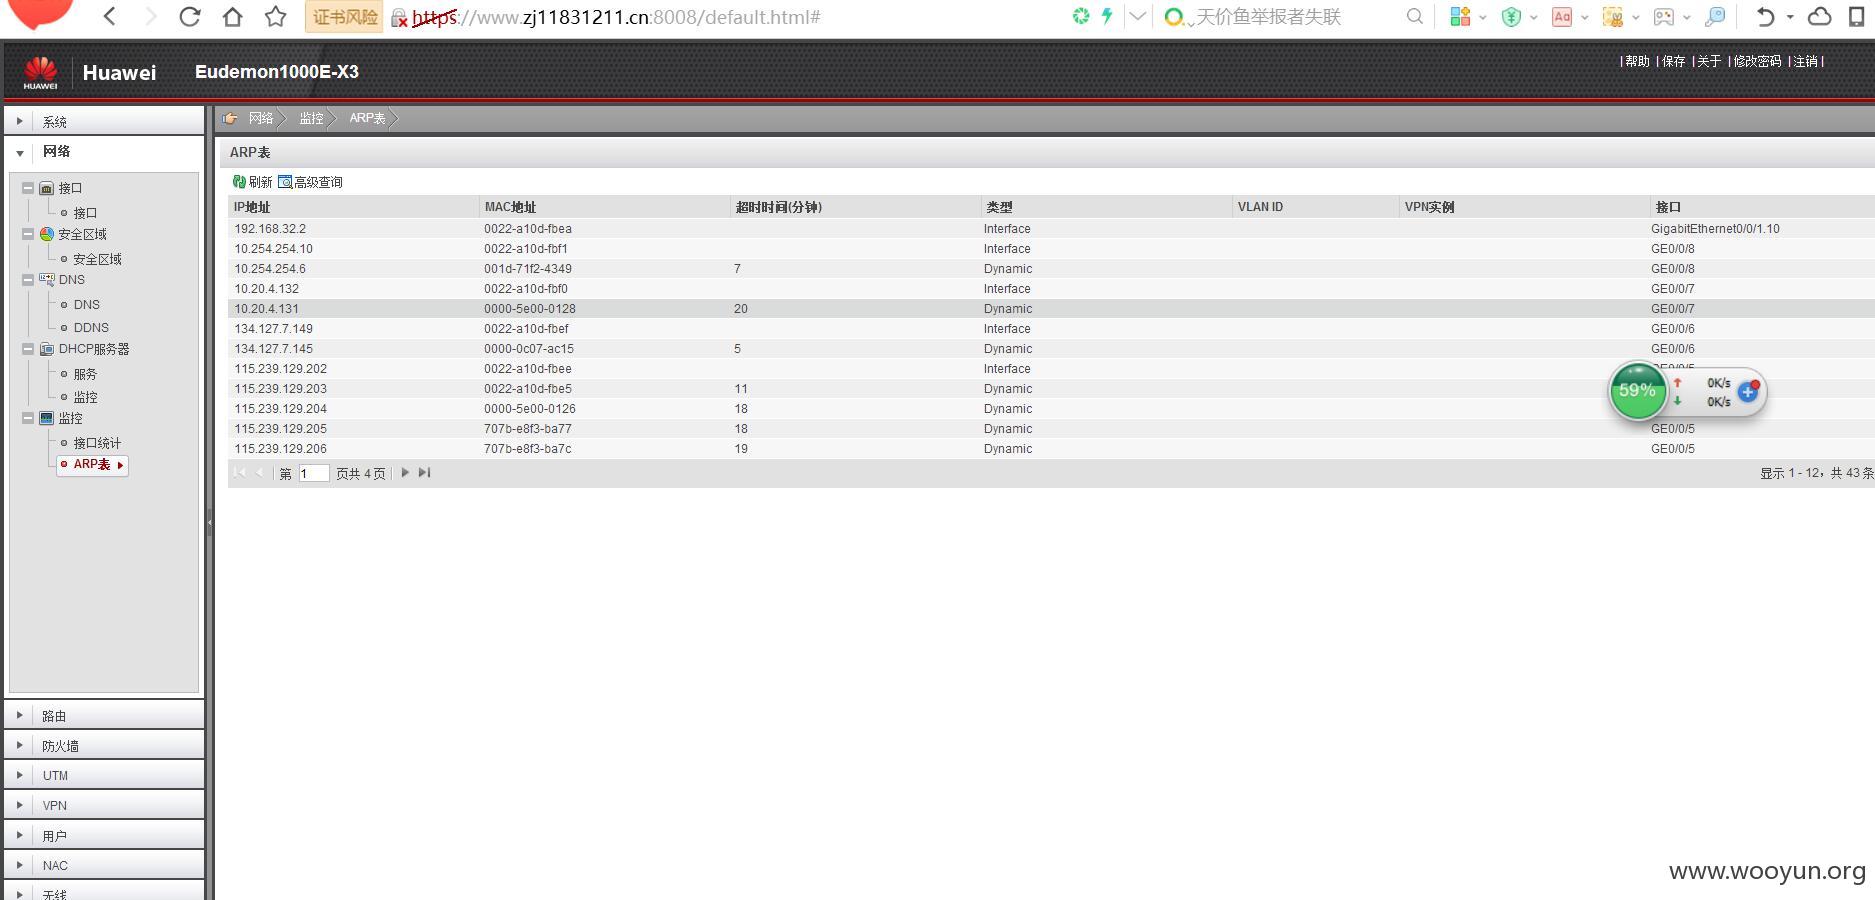 证书风险 https://www.zj11831211.cn:8008/default.html# 天价鱼举报者失联
HUAWEI Huawei Eudemon1000E-X3 |帮助 |保存 |关于 |修改密码 |注销|
系统
网络
接口
接口
安全区域
安全区域
DNS
DNS
DDNS
DHCP服务器
服务
监控
监控
接口统计
ARP表
路由
防火墙
UTM
VPN
用户
NAC
无线
网络 监控 ARP表
ARP表
刷新 高级查询
IP地址 MAC地址 超时时间(分钟) 类型 VLAN ID VPN实例 接口
192.168.32.2 0022-a10d-fbea Interface GigabitEthernet0/0/1.10
10.254.254.10 0022-a10d-fbf1 Interface GE0/0/8
10.254.254.6 001d-71f2-4349 7 Dynamic GE0/0/8
10.20.4.132 0022-a10d-fbf0 Interface GE0/0/7
10.20.4.131 0000-5e00-0128 20 Dynamic GE0/0/7
134.127.7.149 0022-a10d-fbef Interface GE0/0/6
134.127.7.145 0000-0c07-ac15 5 Dynamic GE0/0/6
115.239.129.202 0022-a10d-fbee Interface
115.239.129.203 0022-a10d-fbe5 11 Dynamic
115.239.129.204 0000-5e00-0126 18 Dynamic
115.239.129.205 707b-e8f3-ba77 18 Dynamic GE0/0/5
115.239.129.206 707b-e8f3-ba7c 19 Dynamic GE0/0/5
第 1 页共 4 页 显示 1 - 12，共 43 条
59% 0K/s
0K/s
www.wooyun.org